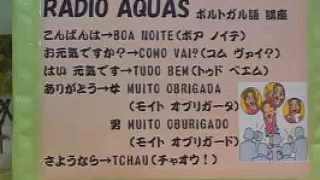 RADIO AQUAS ポルトガル語 講座
こんばんは→BOA NOITE(ボア ノイテ)
お元気ですか?→COMO VAI?(コム ヴァイ?)
はい 元気です→TUDO BEM(トゥド ベエム)
ありがとう→女 MUITO OBRIGADA
(モイト オブリガータ)
男 MUITO OBURIGADO
(モイト オブリガード)
さようなら→TCHAU(チャオウ!)